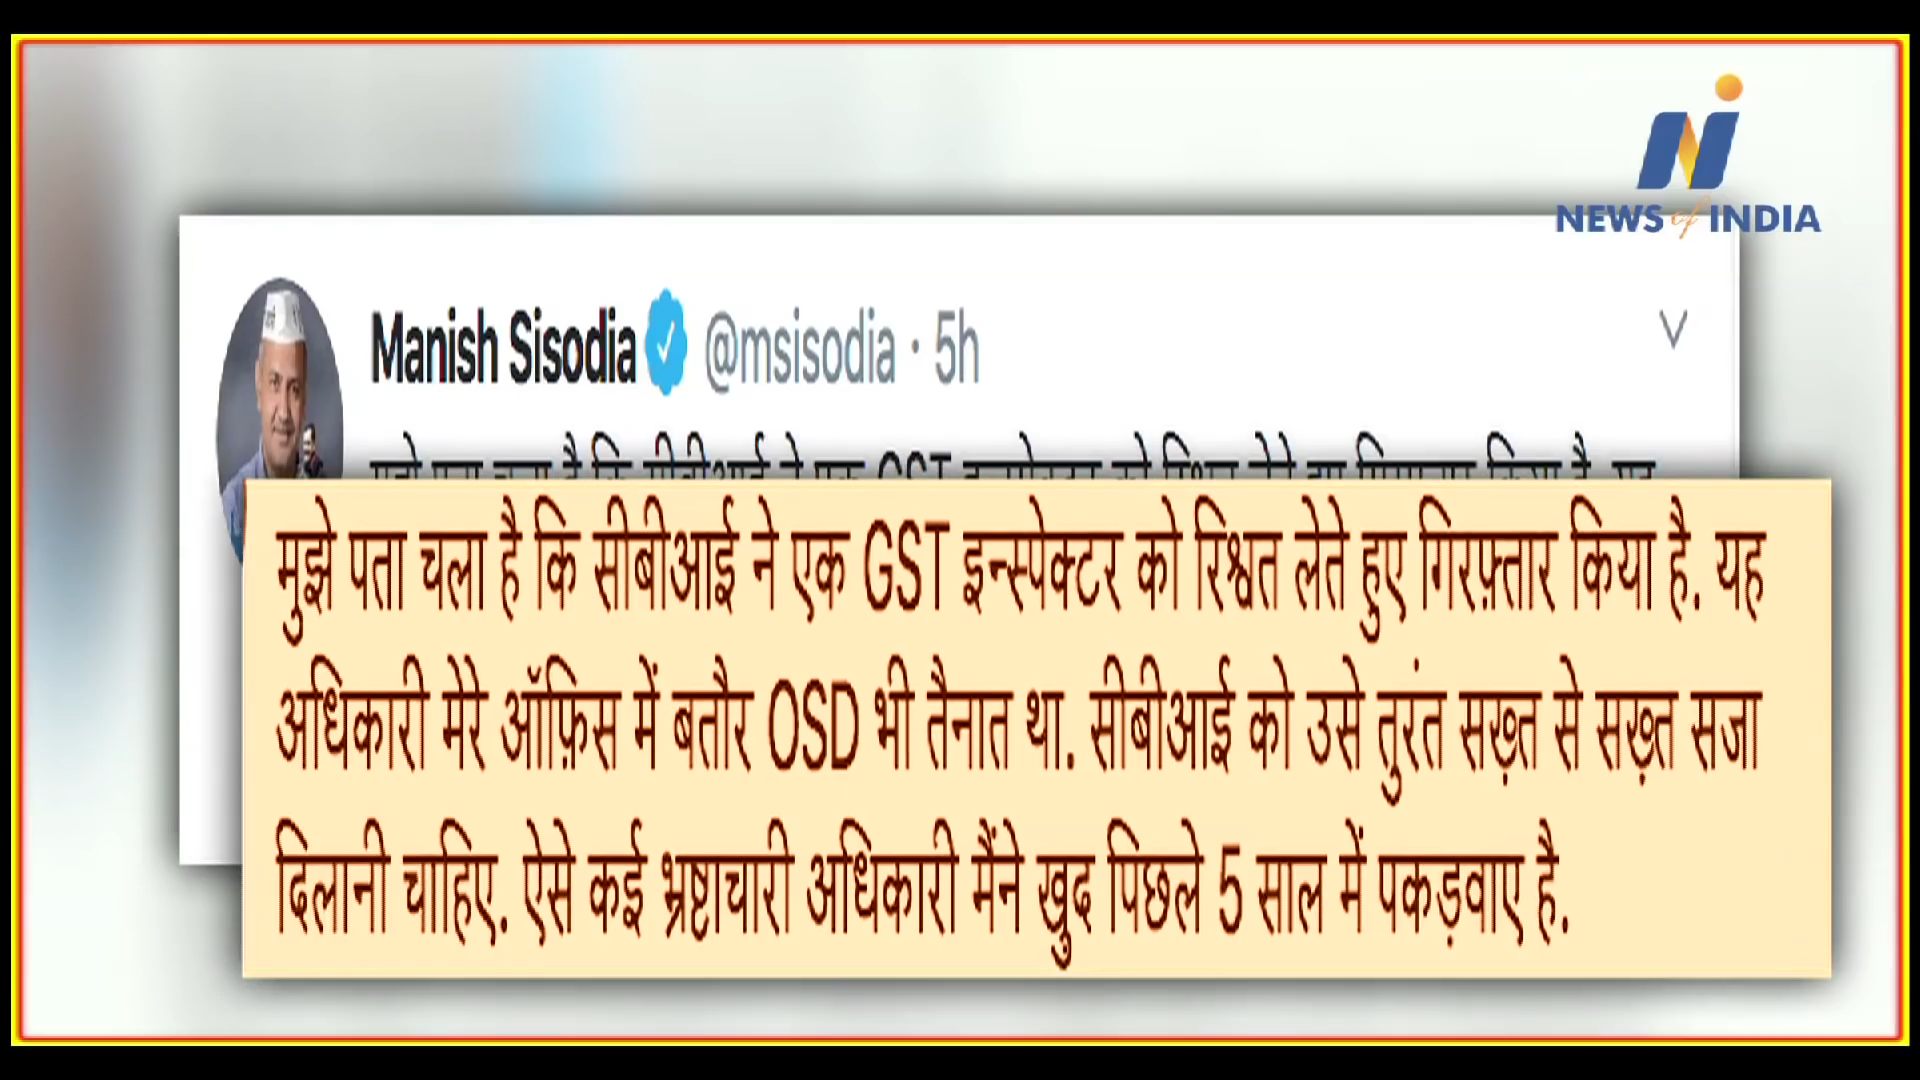 NEWS of INDIA
Manish Sisodia @msisodia · 5h
मुझे पता चला है कि सीबीआई ने एक GST इन्स्पेक्टर को रिश्वत लेते हुए गिरफ़्तार किया है. यह
अधिकारी मेरे ऑफ़िस में बतौर OSD भी तैनात था. सीबीआई को उसे तुरंत सख़्त से सख़्त सजा
दिलानी चाहिए. ऐसे कई भ्रष्टाचारी अधिकारी मैंने खुद पिछले 5 साल में पकड़वाए है.